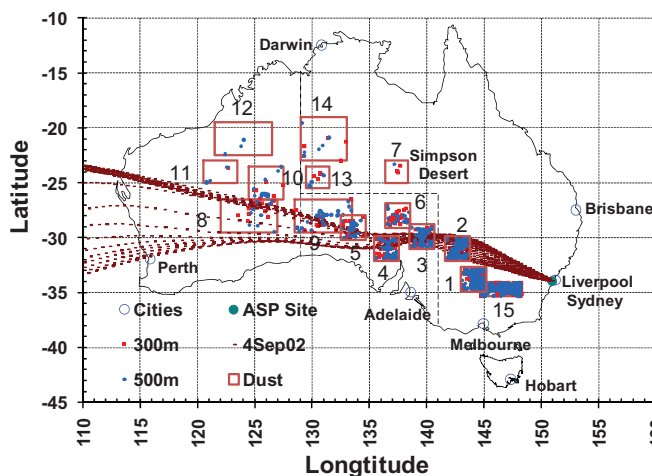 -10
-15
-20
-25
-30
-35
-40
-45
Latitude
Darwin
12
14
7
Simpson
Desert
11
10
13
8
9
6
Brisbane
5
2
3
4
Perth
1
15
Liverpool
Sydney
Adelaide
Melbourne
Hobart
Cities
ASP Site
300m
4Sep02
500m
Dust
110
115
120
125
130
135
140
145
150
155
160
Longtitude